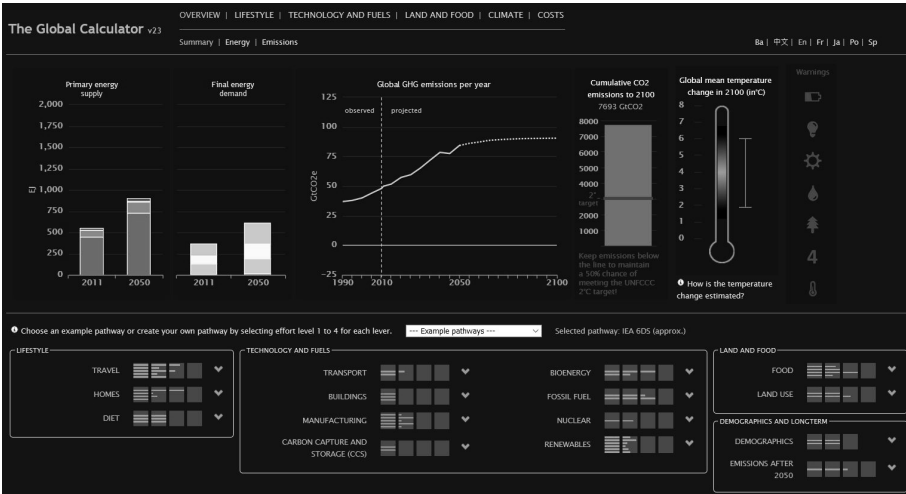 The Global Calculator v23
OVERVIEW | LIFESTYLE | TECHNOLOGY AND FUELS | LAND AND FOOD | CLIMATE | COSTS
Summary | Energy | Emissions
Ba | 中文 | En | Fr | Ja | Po | Sp
Primary energy
supply
2,000
1,750
1,500
1,250
EJ 1,000
750
500
250
0
2011 2050
Final energy
demand
2011 2050
Global GHG emissions per year
125
observed projected
100
75
GtCO2e
50
25
0
−25
1990 2010 2050 2100
Cumulative CO2
emissions to 2100
7693 GtCO2
8000
7000
6000
5000
4000
2°
target
2000
1000
Keep emissions below
the line to maintain
a 50% chance of
meeting the UNFCCC
2°C target!
Global mean temperature
change in 2100 (in°C)
8
7
6
5
4
3
2
1
0
How is the temperature
change estimated?
Warnings
4
Choose an example pathway or create your own pathway by selecting effort level 1 to 4 for each lever.
--- Example pathways ---
Selected pathway: IEA 6DS (approx.)
LIFESTYLE
TRAVEL
HOMES
DIET
TECHNOLOGY AND FUELS
TRANSPORT
BUILDINGS
MANUFACTURING
CARBON CAPTURE AND
STORAGE (CCS)
BIOENERGY
FOSSIL FUEL
NUCLEAR
RENEWABLES
LAND AND FOOD
FOOD
LAND USE
DEMOGRAPHICS AND LONGTERM
DEMOGRAPHICS
EMISSIONS AFTER
2050